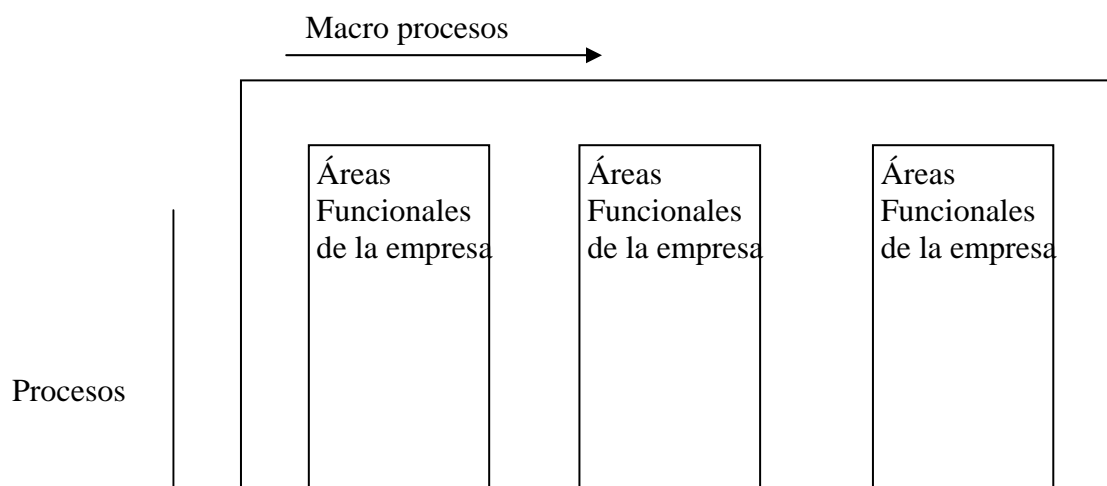 Macro procesos
Áreas
Funcionales
de la empresa
Áreas
Funcionales
de la empresa
Áreas
Funcionales
de la empresa
Procesos